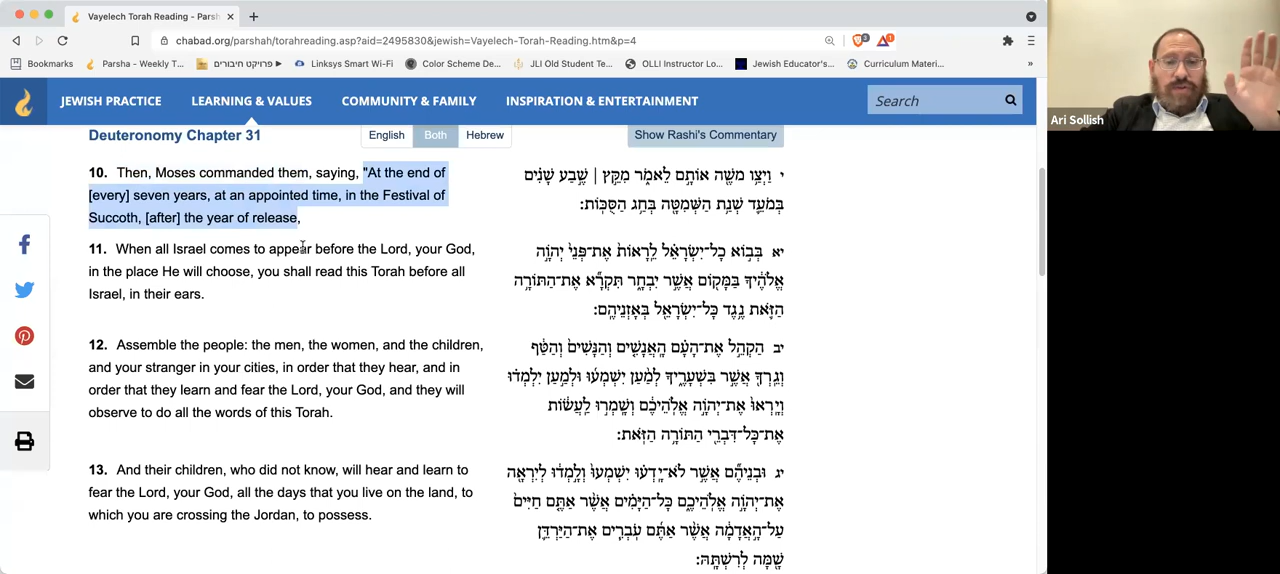 Vayelech Torah Reading - Parsh
chabad.org/parshah/torahreading.asp?aid=2495830&jewish=Vayelech-Torah-Reading.htm&p=4
Bookmarks Parsha - Weekly T... פרוייקט חיבורים Linksys Smart Wi-Fi Color Scheme De... JLI Old Student Te... OLLI Instructor Lo... Jewish Educator's... Curriculum Materi...
JEWISH PRACTICE LEARNING & VALUES COMMUNITY & FAMILY INSPIRATION & ENTERTAINMENT Search
Ari Sollish
Deuteronomy Chapter 31 English Both Hebrew Show Rashi's Commentary
10. Then, Moses commanded them, saying, "At the end of
[every] seven years, at an appointed time, in the Festival of
Succoth, [after] the year of release,
י וַיְצַ֥ו משֶׁ֖ה אוֹתָ֣ם לֵאמֹ֑ר מִקֵּ֣ץ | שֶׁ֣בַע שָׁנִ֗ים
בְּמֹעֵ֛ד שְׁנַ֥ת הַשְּׁמִטָּ֖ה בְּחַ֥ג הַסֻּכּֽוֹת:
11. When all Israel comes to appear before the Lord, your God,
in the place He will choose, you shall read this Torah before all
Israel, in their ears.
יא בְּב֣וֹא כָל־יִשְׂרָאֵ֗ל לֵֽרָאוֹת֙ אֶת־פְּנֵי֙ יְהֹוָ֣ה
אֱלֹהֶ֔יךָ בַּמָּק֖וֹם אֲשֶׁ֣ר יִבְחָ֑ר תִּקְרָ֞א אֶת־הַתּוֹרָ֥ה
הַזֹּ֛את נֶ֥גֶד כָּל־יִשְׂרָאֵ֖ל בְּאָזְנֵיהֶֽם:
12. Assemble the people: the men, the women, and the children,
and your stranger in your cities, in order that they hear, and in
order that they learn and fear the Lord, your God, and they will
observe to do all the words of this Torah.
יב הַקְהֵ֣ל אֶת־הָעָ֗ם הָֽאֲנָשִׁ֤ים וְהַנָּשִׁים֙ וְהַטַּ֔ף
וְגֵֽרְךָ֖ אֲשֶׁ֣ר בִּשְׁעָרֶ֑יךָ לְמַ֨עַן יִשְׁמְע֜וּ וּלְמַ֣עַן יִלְמְד֗וּ
וְיָֽרְאוּ֙ אֶת־יְהֹוָ֣ה אֱלֹֽהֵיכֶ֔ם וְשָֽׁמְר֣וּ לַֽעֲשׂ֔וֹת
אֶת־כָּל־דִּבְרֵ֖י הַתּוֹרָ֥ה הַזֹּֽאת:
13. And their children, who did not know, will hear and learn to
fear the Lord, your God, all the days that you live on the land, to
which you are crossing the Jordan, to possess.
יג וּבְנֵיהֶ֞ם אֲשֶׁ֣ר לֹא־יָֽדְע֗וּ יִשְׁמְעוּ֙ וְלָ֣מְד֔וּ לְיִרְאָ֖ה
אֶת־יְהֹוָ֣ה אֱלֹֽהֵיכֶ֑ם כָּל־הַיָּמִ֗ים אֲשֶׁ֨ר אַתֶּ֤ם חַיִּים֙
עַל־הָ֣אֲדָמָ֔ה אֲשֶׁ֨ר אַתֶּ֜ם עֹֽבְרִ֧ים אֶת־הַיַּרְדֵּ֛ן
שָׁ֖מָּה לְרִשְׁתָּֽהּ: